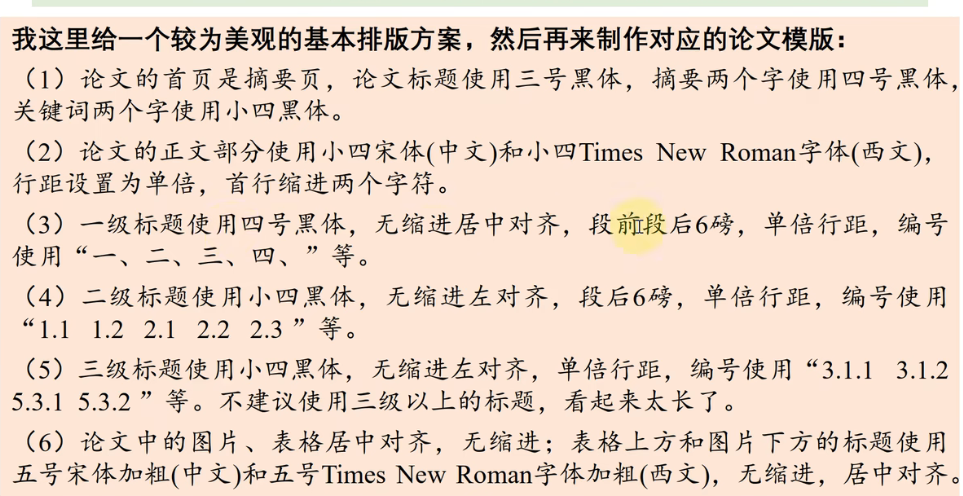 我这里给一个较为美观的基本排版方案，然后再来制作对应的论文模版：
（1）论文的首页是摘要页，论文标题使用三号黑体，摘要两个字使用四号黑体，
关键词两个字使用小四黑体。
（2）论文的正文部分使用小四宋体(中文)和小四Times New Roman字体(西文)，
行距设置为单倍，首行缩进两个字符。
（3）一级标题使用四号黑体，无缩进居中对齐，段前段后6磅，单倍行距，编号
使用“一、二、三、四、”等。
（4）二级标题使用小四黑体，无缩进左对齐，段后6磅，单倍行距，编号使用
“1.1 1.2 2.1 2.2 2.3 ”等。
（5）三级标题使用小四黑体，无缩进左对齐，单倍行距，编号使用“3.1.1 3.1.2
5.3.1 5.3.2 ”等。不建议使用三级以上的标题，看起来太长了。
（6）论文中的图片、表格居中对齐，无缩进；表格上方和图片下方的标题使用
五号宋体加粗(中文)和五号Times New Roman字体加粗(西文)，无缩进，居中对齐。